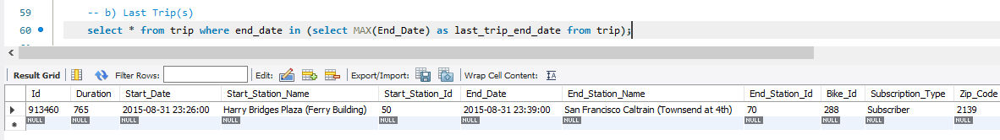 59 -- b) Last Trip(s)
60 select * from trip where end_date in (select MAX(End_Date) as last_trip_end_date from trip);
Result Grid Filter Rows: Edit: Export/Import: Wrap Cell Content:
Id Duration Start_Date Start_Station_Name Start_Station_Id End_Date End_Station_Name End_Station_Id Bike_Id Subscription_Type Zip_Code
913460 765 2015-08-31 23:26:00 Harry Bridges Plaza (Ferry Building) 50 2015-08-31 23:39:00 San Francisco Caltrain (Townsend at 4th) 70 288 Subscriber 2139
NULL NULL NULL NULL NULL NULL NULL NULL NULL NULL NULL